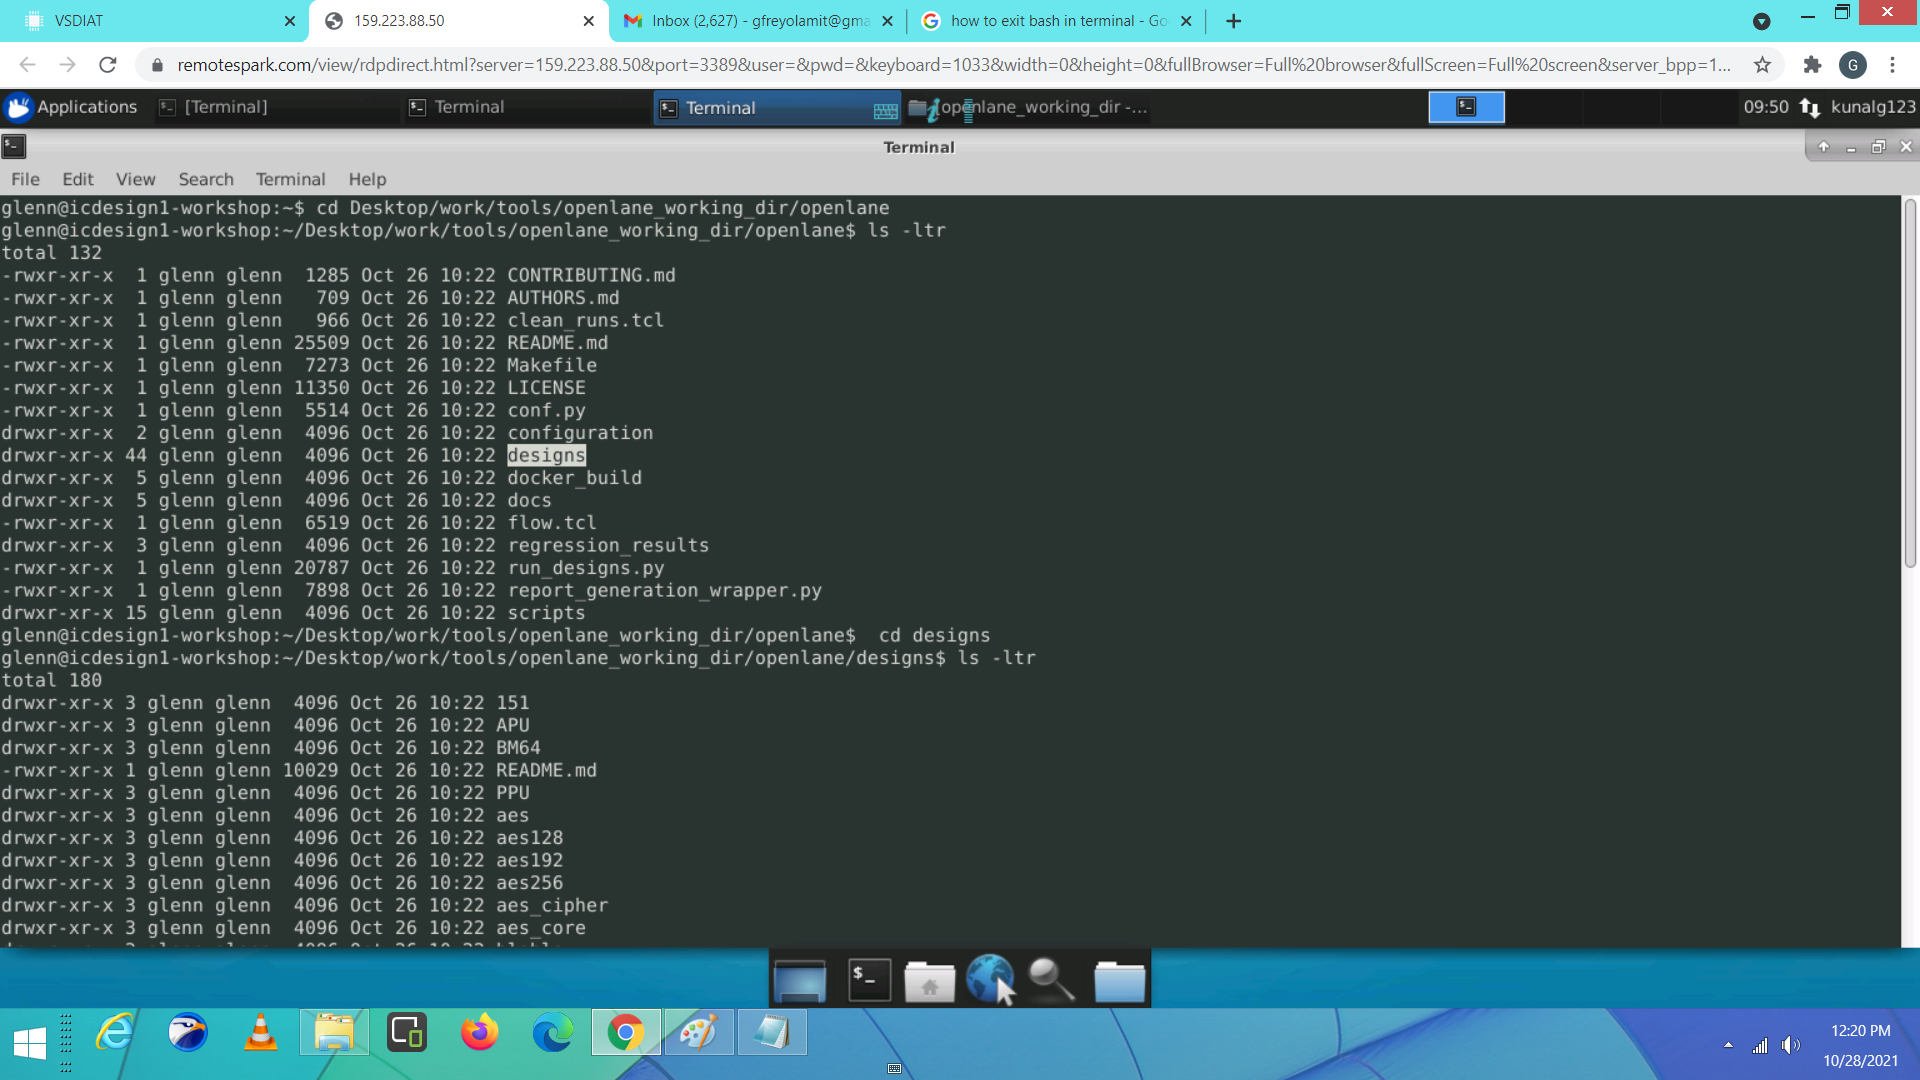 VSDIAT
159.223.88.50
Inbox (2,627) - gfreyolamit@gma
how to exit bash in terminal - Go
remotespark.com/view/rdpdirect.html?server=159.223.88.50&port=3389&user=&pwd=&keyboard=1033&width=0&height=0&fullBrowser=Full%20browser&fullScreen=Full%20screen&server_bpp=1...
G
Applications
[Terminal]
Terminal
Terminal
openlane_working_dir -...
09:50
kunalg123
Terminal
File Edit View Search Terminal Help
glenn@icdesign1-workshop:~$ cd Desktop/work/tools/openlane_working_dir/openlane
glenn@icdesign1-workshop:~/Desktop/work/tools/openlane_working_dir/openlane$ ls -ltr
total 132
-rwxr-xr-x  1 glenn glenn  1285 Oct 26 10:22 CONTRIBUTING.md
-rwxr-xr-x  1 glenn glenn   709 Oct 26 10:22 AUTHORS.md
-rwxr-xr-x  1 glenn glenn   966 Oct 26 10:22 clean_runs.tcl
-rwxr-xr-x  1 glenn glenn 25509 Oct 26 10:22 README.md
-rwxr-xr-x  1 glenn glenn  7273 Oct 26 10:22 Makefile
-rwxr-xr-x  1 glenn glenn 11350 Oct 26 10:22 LICENSE
-rwxr-xr-x  1 glenn glenn  5514 Oct 26 10:22 conf.py
drwxr-xr-x  2 glenn glenn  4096 Oct 26 10:22 configuration
drwxr-xr-x 44 glenn glenn  4096 Oct 26 10:22 designs
drwxr-xr-x  5 glenn glenn  4096 Oct 26 10:22 docker_build
drwxr-xr-x  5 glenn glenn  4096 Oct 26 10:22 docs
-rwxr-xr-x  1 glenn glenn  6519 Oct 26 10:22 flow.tcl
drwxr-xr-x  3 glenn glenn  4096 Oct 26 10:22 regression_results
-rwxr-xr-x  1 glenn glenn 20787 Oct 26 10:22 run_designs.py
-rwxr-xr-x  1 glenn glenn  7898 Oct 26 10:22 report_generation_wrapper.py
drwxr-xr-x 15 glenn glenn  4096 Oct 26 10:22 scripts
glenn@icdesign1-workshop:~/Desktop/work/tools/openlane_working_dir/openlane$  cd designs
glenn@icdesign1-workshop:~/Desktop/work/tools/openlane_working_dir/openlane/designs$ ls -ltr
total 180
drwxr-xr-x 3 glenn glenn  4096 Oct 26 10:22 151
drwxr-xr-x 3 glenn glenn  4096 Oct 26 10:22 APU
drwxr-xr-x 3 glenn glenn  4096 Oct 26 10:22 BM64
-rwxr-xr-x 1 glenn glenn 10029 Oct 26 10:22 README.md
drwxr-xr-x 3 glenn glenn  4096 Oct 26 10:22 PPU
drwxr-xr-x 3 glenn glenn  4096 Oct 26 10:22 aes
drwxr-xr-x 3 glenn glenn  4096 Oct 26 10:22 aes128
drwxr-xr-x 3 glenn glenn  4096 Oct 26 10:22 aes192
drwxr-xr-x 3 glenn glenn  4096 Oct 26 10:22 aes256
drwxr-xr-x 3 glenn glenn  4096 Oct 26 10:22 aes_cipher
drwxr-xr-x 3 glenn glenn  4096 Oct 26 10:22 aes_core
12:20 PM
10/28/2021